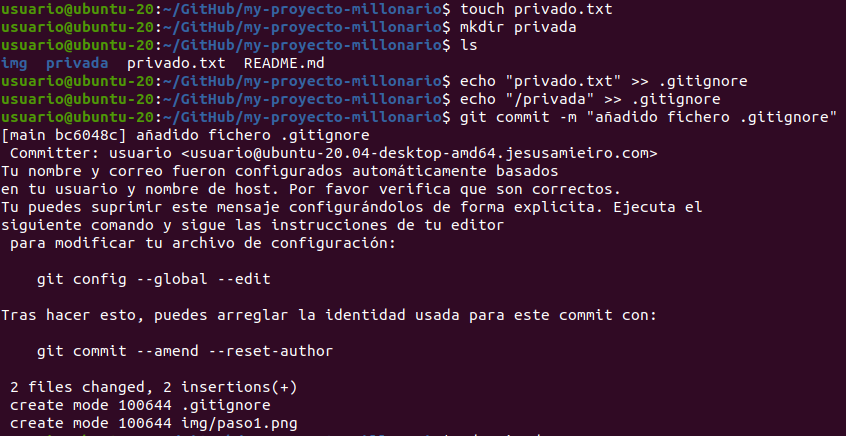 usuario@ubuntu-20:~/GitHub/my-proyecto-millonario$ touch privado.txt
usuario@ubuntu-20:~/GitHub/my-proyecto-millonario$ mkdir privada
usuario@ubuntu-20:~/GitHub/my-proyecto-millonario$ ls
img  privada  privado.txt  README.md
usuario@ubuntu-20:~/GitHub/my-proyecto-millonario$ echo "privado.txt" >> .gitignore
usuario@ubuntu-20:~/GitHub/my-proyecto-millonario$ echo "/privada" >> .gitignore
usuario@ubuntu-20:~/GitHub/my-proyecto-millonario$ git commit -m "añadido fichero .gitignore"
[main bc6048c] añadido fichero .gitignore
 Committer: usuario <usuario@ubuntu-20.04-desktop-amd64.jesusamieiro.com>
Tu nombre y correo fueron configurados automáticamente basados
en tu usuario y nombre de host. Por favor verifica que son correctos.
Tu puedes suprimir este mensaje configurándolos de forma explicita. Ejecuta el
siguiente comando y sigue las instrucciones de tu editor
 para modificar tu archivo de configuración:

    git config --global --edit

Tras hacer esto, puedes arreglar la identidad usada para este commit con:

    git commit --amend --reset-author

 2 files changed, 2 insertions(+)
 create mode 100644 .gitignore
 create mode 100644 img/paso1.png